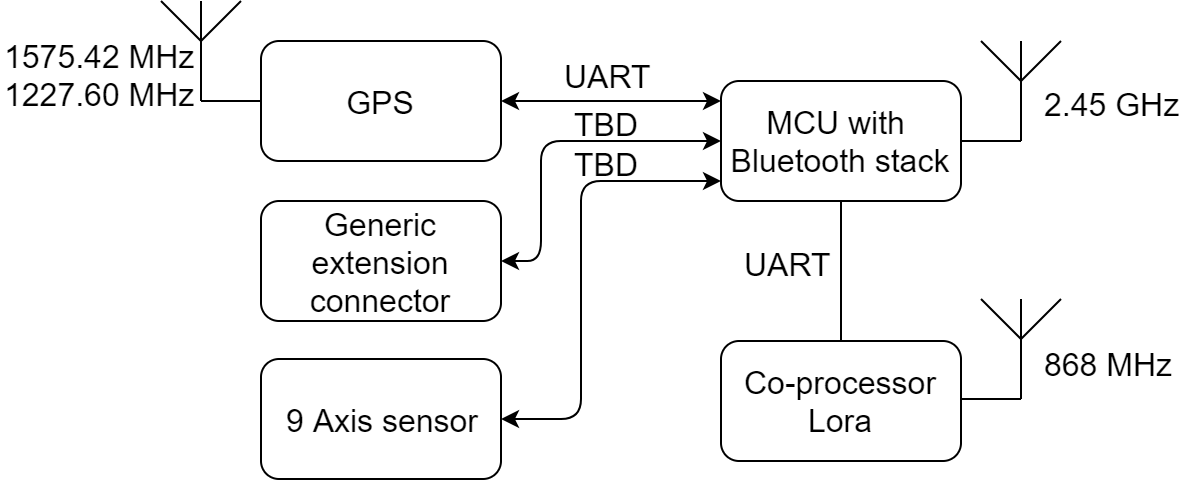 1575.42 MHz
1227.60 MHz
GPS
UART
TBD
TBD
MCU with
Bluetooth stack
2.45 GHz
Generic
extension
connector
UART
9 Axis sensor
Co-processor
Lora
868 MHz